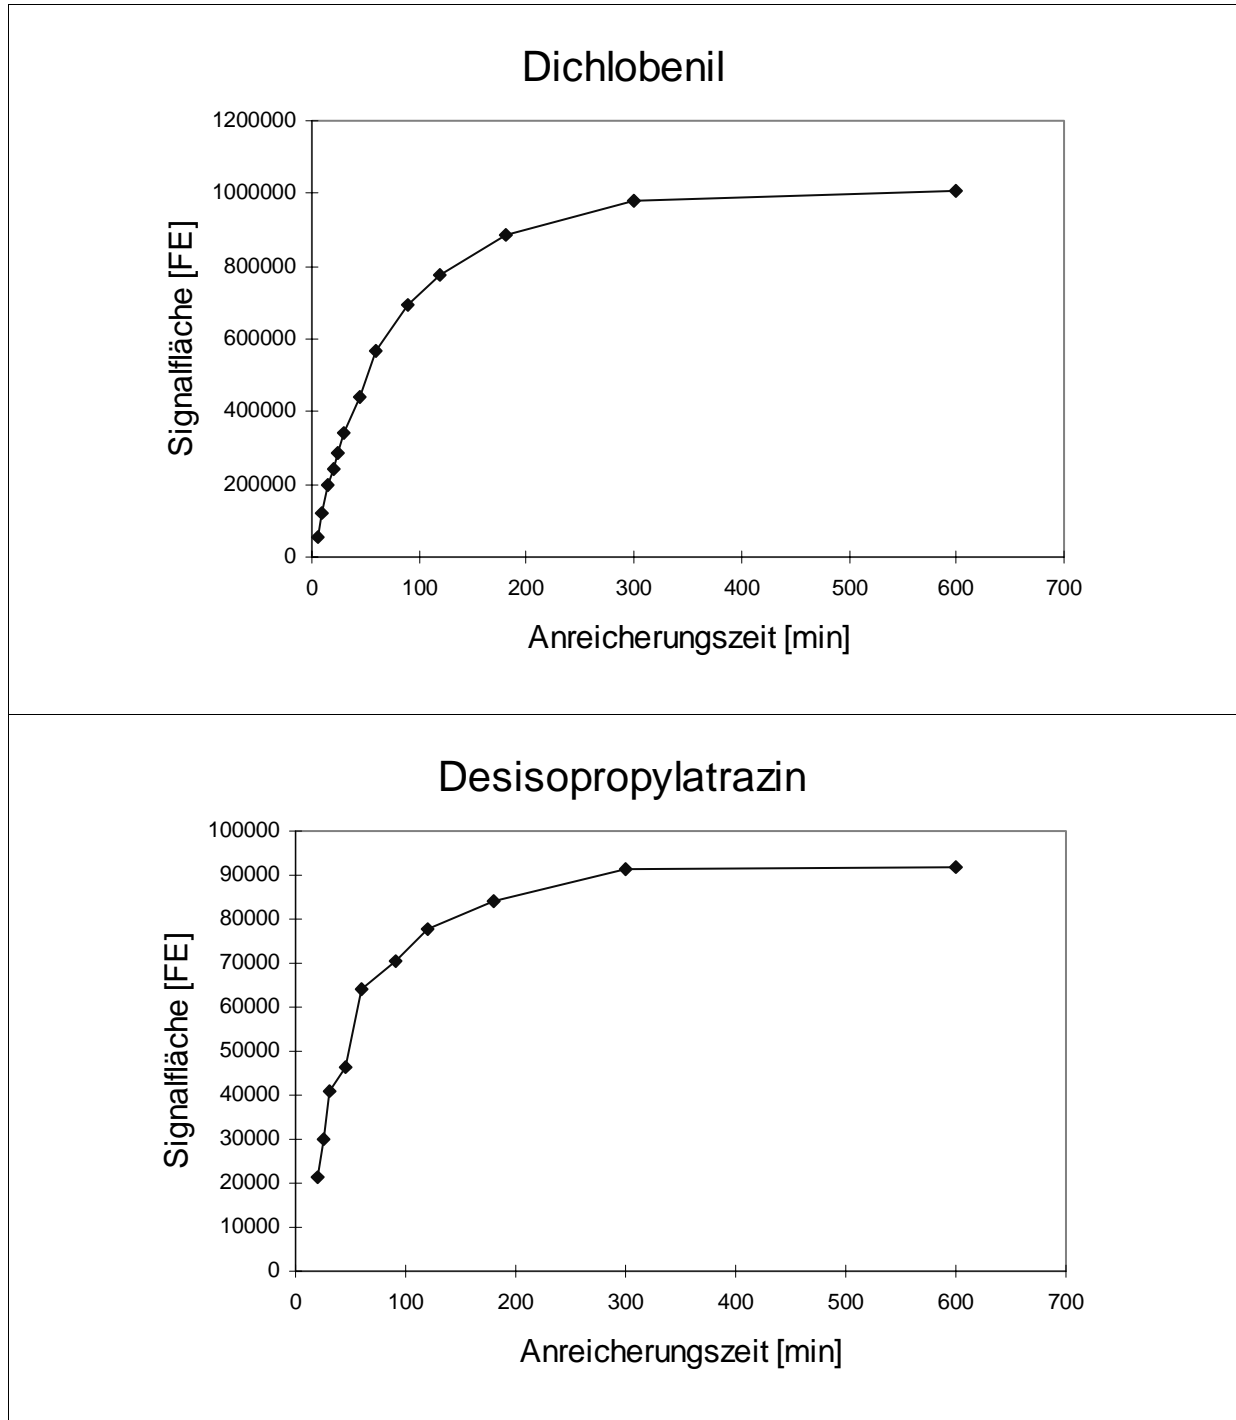 Dichlobenil
1200000
1000000
800000
600000
400000
200000
0
0 100 200 300 400 500 600 700
Signalfläche [FE]
Anreicherungszeit [min]
Desisopropylatrazin
100000
90000
80000
70000
60000
50000
40000
30000
20000
10000
0
0 100 200 300 400 500 600 700
Signalfläche [FE]
Anreicherungszeit [min]